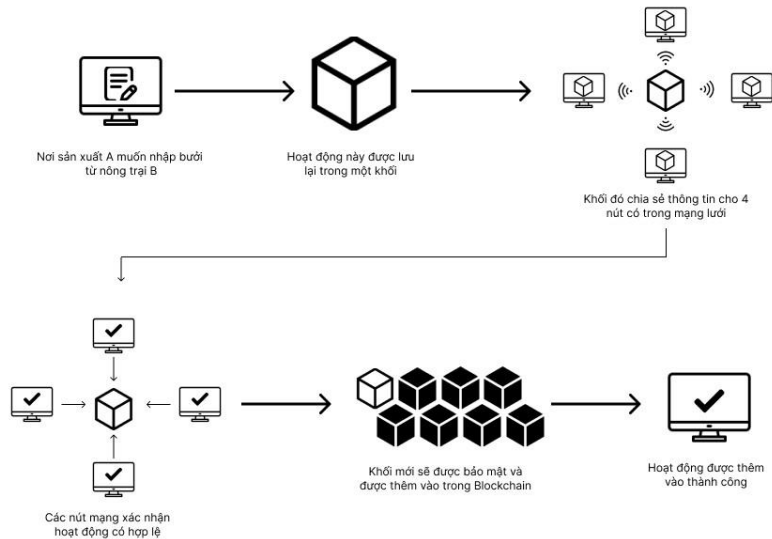 Nơi sản xuất A muốn nhập bưởi
từ nông trại B
Hoạt động này được lưu
lại trong một khối
Khối đó chia sẻ thông tin cho 4
nút có trong mạng lưới
Các nút mạng xác nhận
hoạt động có hợp lệ
Khối mới sẽ được bảo mật và
được thêm vào trong Blockchain
Hoạt động được thêm
vào thành công